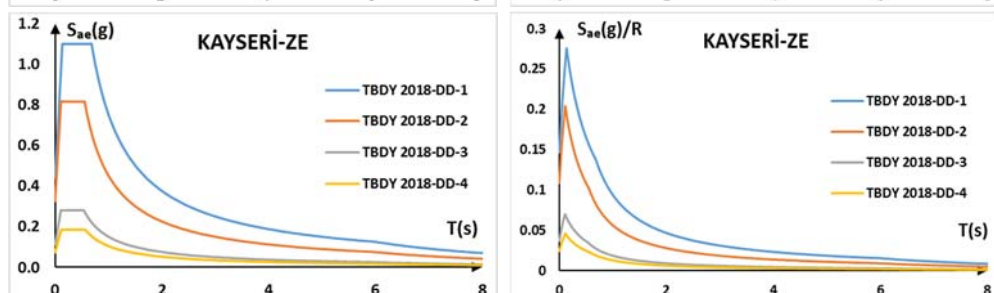 1.2
S_ae(g)
KAYSERİ-ZE
1.0
0.8
0.6
0.4
0.2
0.0
TBDY 2018-DD-1
TBDY 2018-DD-2
TBDY 2018-DD-3
TBDY 2018-DD-4
T(s)
0 2 4 6 8
0.3
S_ae(g)/R
KAYSERİ-ZE
0.25
0.2
0.15
0.1
0.05
0
TBDY 2018-DD-1
TBDY 2018-DD-2
TBDY 2018-DD-3
TBDY 2018-DD-4
T(s)
0 2 4 6 8